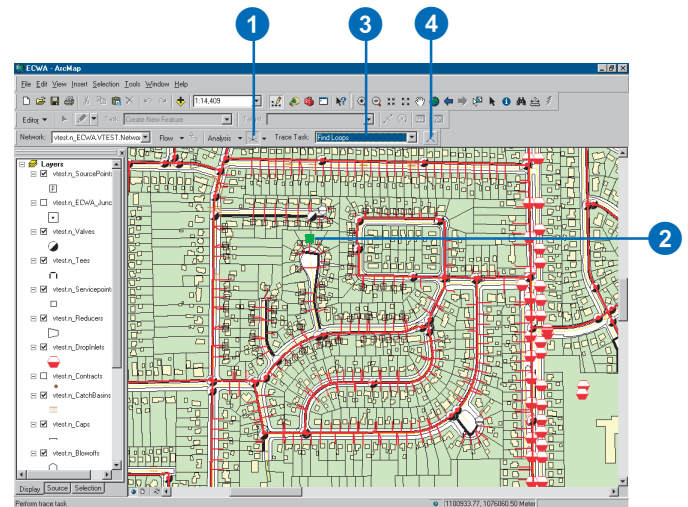 1
3
4
ECWA - ArcMap
File Edit View Insert Selection Tools Window Help
1:14,409
Editor Task: Create New Feature Target:
Network: vtest.n_ECWA.VTEST.Networ Flow Analysis Trace Task: Find Loops
Layers
vtest.n_SourcePoints
vtest.n_ECWA_Junc
vtest.n_Valves
vtest.n_Tees
vtest.n_Servicepoint
vtest.n_Reducers
vtest.n_DropInlets
vtest.n_Contracts
vtest.n_CatchBasins
vtest.n_Caps
vtest.n_Blowoffs
2
Display Source Selection
Perform trace task
1100933.77, 1076060.50 Meter